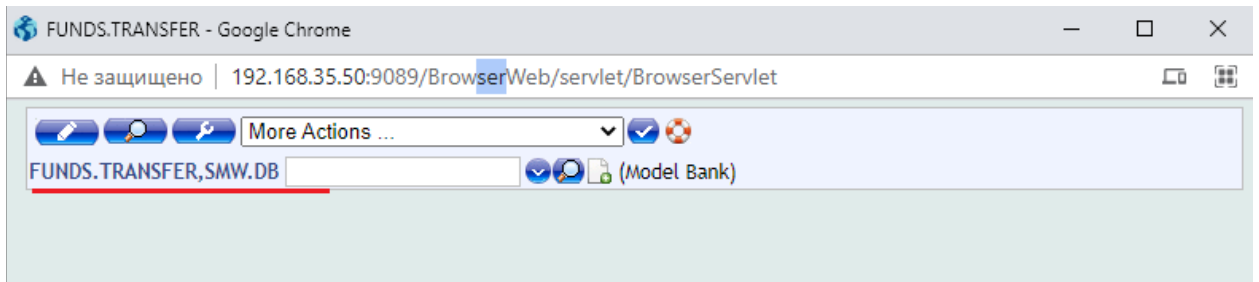 FUNDS.TRANSFER - Google Chrome
Не защищено | 192.168.35.50:9089/BrowserWeb/servlet/BrowserServlet
More Actions ...
FUNDS.TRANSFER,SMW.DB (Model Bank)